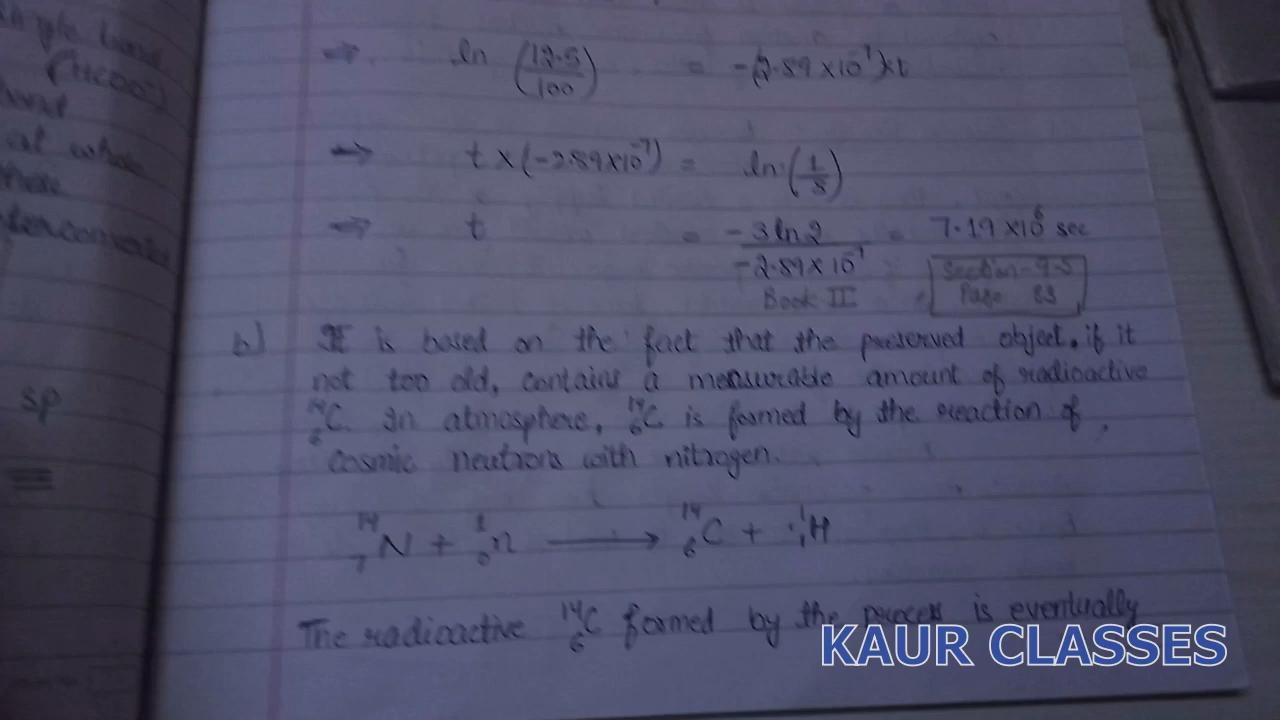 ⇒ ln (12.5/100) = -(2.89 × 10⁻⁷) × t
⇒ t × (-2.89 × 10⁻⁷) = ln (1/8)
⇒ t = -3 ln 2 / -2.89 × 10⁻⁷ = 7.19 × 10⁶ sec
Section-9.5
Book II Page 83
b) It is based on the fact that the preserved object, if it
not too old, contains a measurable amount of radioactive
¹⁴₆C. In atmosphere, ¹⁴₆C is formed by the reaction of
cosmic neutrons with nitrogen.
¹⁴₇N + ¹₀n ⟶ ¹⁴₆C + ¹₁H
The radioactive ¹⁴₆C formed by the process is eventually
KAUR CLASSES
single bond
(HCOO⁻)
sp